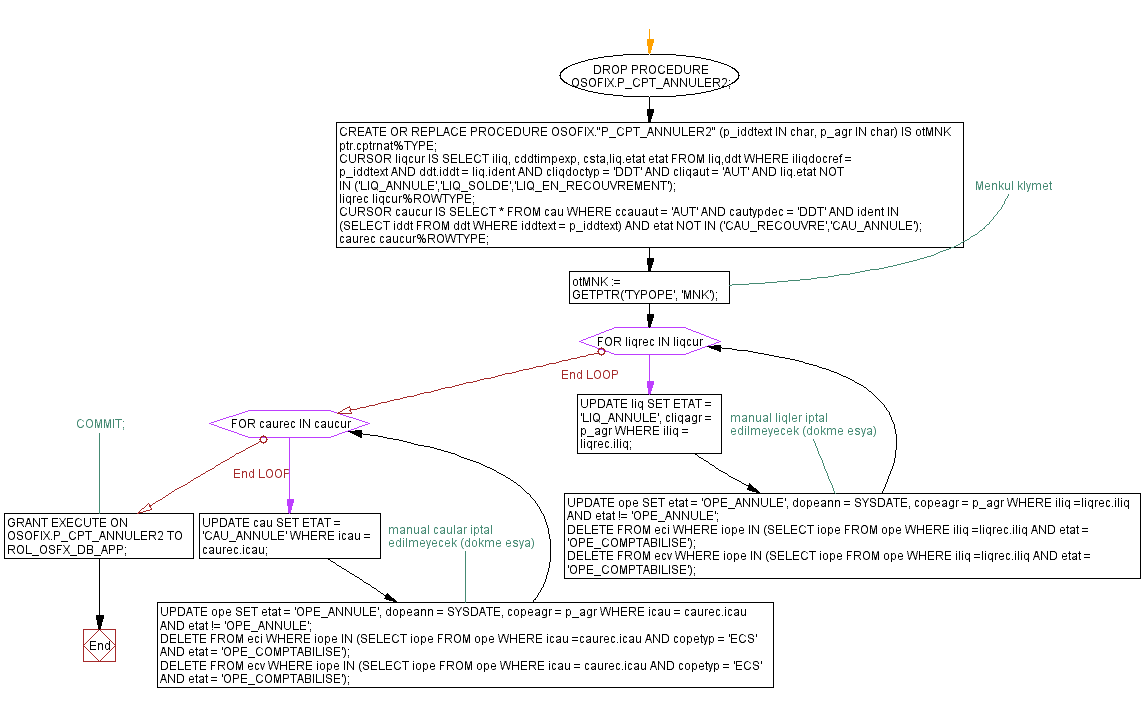 DROP PROCEDURE
OSOFIX.P_CPT_ANNULER2;
CREATE OR REPLACE PROCEDURE OSOFIX."P_CPT_ANNULER2" (p_iddtext IN char, p_agr IN char) IS otMNK
ptr.cptrnat%TYPE;
CURSOR liqcur IS SELECT iliq, cddtimpexp, csta,liq.etat etat FROM liq,ddt WHERE iliqdocref =
p_iddtext AND ddt.iddt = liq.ident AND cliqdoctyp = 'DDT' AND cliqaut = 'AUT' AND liq.etat NOT
IN ('LIQ_ANNULE','LIQ_SOLDE','LIQ_EN_RECOUVREMENT');
liqrec liqcur%ROWTYPE;
CURSOR caucur IS SELECT * FROM cau WHERE ccauaut = 'AUT' AND cautypdec = 'DDT' AND ident IN
(SELECT iddt FROM ddt WHERE iddtext = p_iddtext) AND etat NOT IN ('CAU_RECOUVRE','CAU_ANNULE');
caurec caucur%ROWTYPE;
Menkul klymet
otMNK :=
GETPTR('TYPOPE', 'MNK');
FOR liqrec IN liqcur
End LOOP
UPDATE liq SET ETAT =
'LIQ_ANNULE', cliqagr =
p_agr WHERE iliq =
liqrec.iliq;
manual liqler iptal
edilmeyecek (dokme esya)
UPDATE ope SET etat = 'OPE_ANNULE', dopeann = SYSDATE, copeagr = p_agr WHERE iliq =liqrec.iliq
AND etat != 'OPE_ANNULE';
DELETE FROM eci WHERE iope IN (SELECT iope FROM ope WHERE iliq =liqrec.iliq AND etat =
'OPE_COMPTABILISE');
DELETE FROM ecv WHERE iope IN (SELECT iope FROM ope WHERE iliq =liqrec.iliq AND etat =
'OPE_COMPTABILISE');
FOR caurec IN caucur
End LOOP
COMMIT;
GRANT EXECUTE ON
OSOFIX.P_CPT_ANNULER2 TO
ROL_OSFX_DB_APP;
UPDATE cau SET ETAT =
'CAU_ANNULE' WHERE icau =
caurec.icau;
manual caular iptal
edilmeyecek (dokme esya)
UPDATE ope SET etat = 'OPE_ANNULE', dopeann = SYSDATE, copeagr = p_agr WHERE icau = caurec.icau
AND etat != 'OPE_ANNULE';
DELETE FROM eci WHERE iope IN (SELECT iope FROM ope WHERE icau =caurec.icau AND copetyp = 'ECS'
AND etat = 'OPE_COMPTABILISE');
DELETE FROM ecv WHERE iope IN (SELECT iope FROM ope WHERE icau = caurec.icau AND copetyp = 'ECS'
AND etat = 'OPE_COMPTABILISE');
End